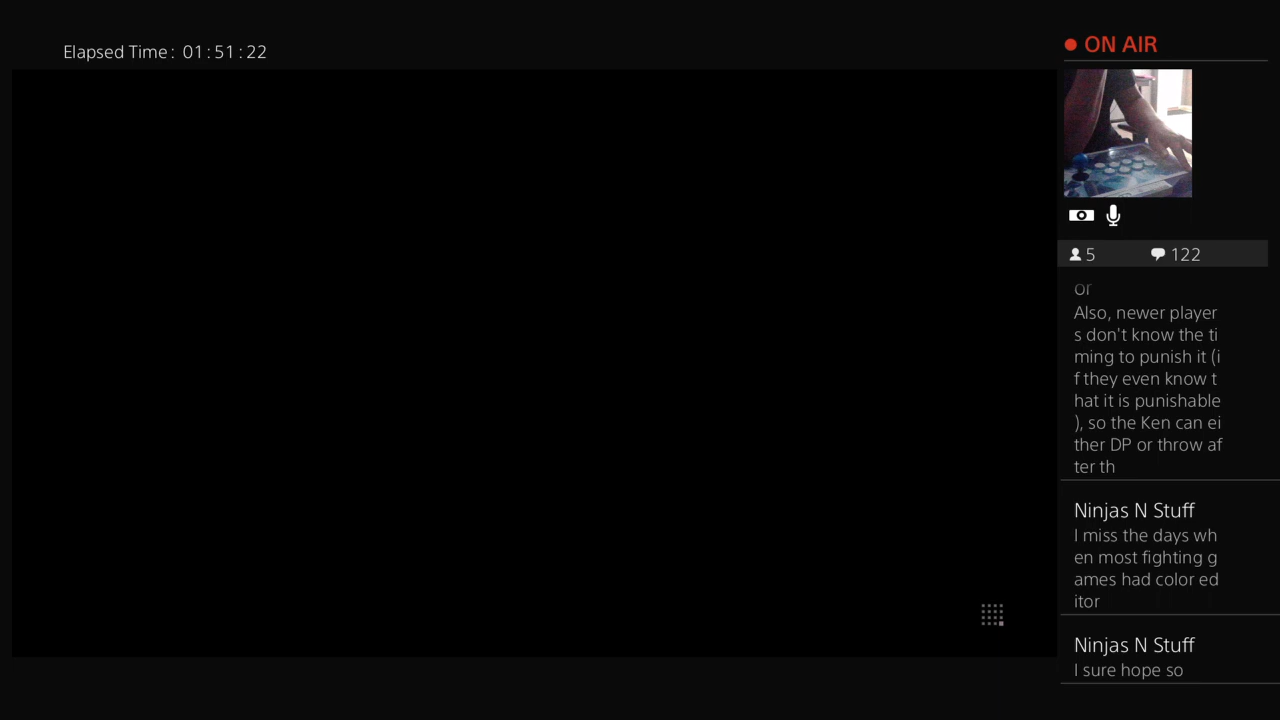 Elapsed Time: 01:51:22
ON AIR
5 122
or
Also, newer player
s don't know the ti
ming to punish it (i
f they even know t
hat it is punishable
), so the Ken can ei
ther DP or throw af
ter th
Ninjas N Stuff
I miss the days wh
en most fighting g
ames had color ed
itor
Ninjas N Stuff
I sure hope so